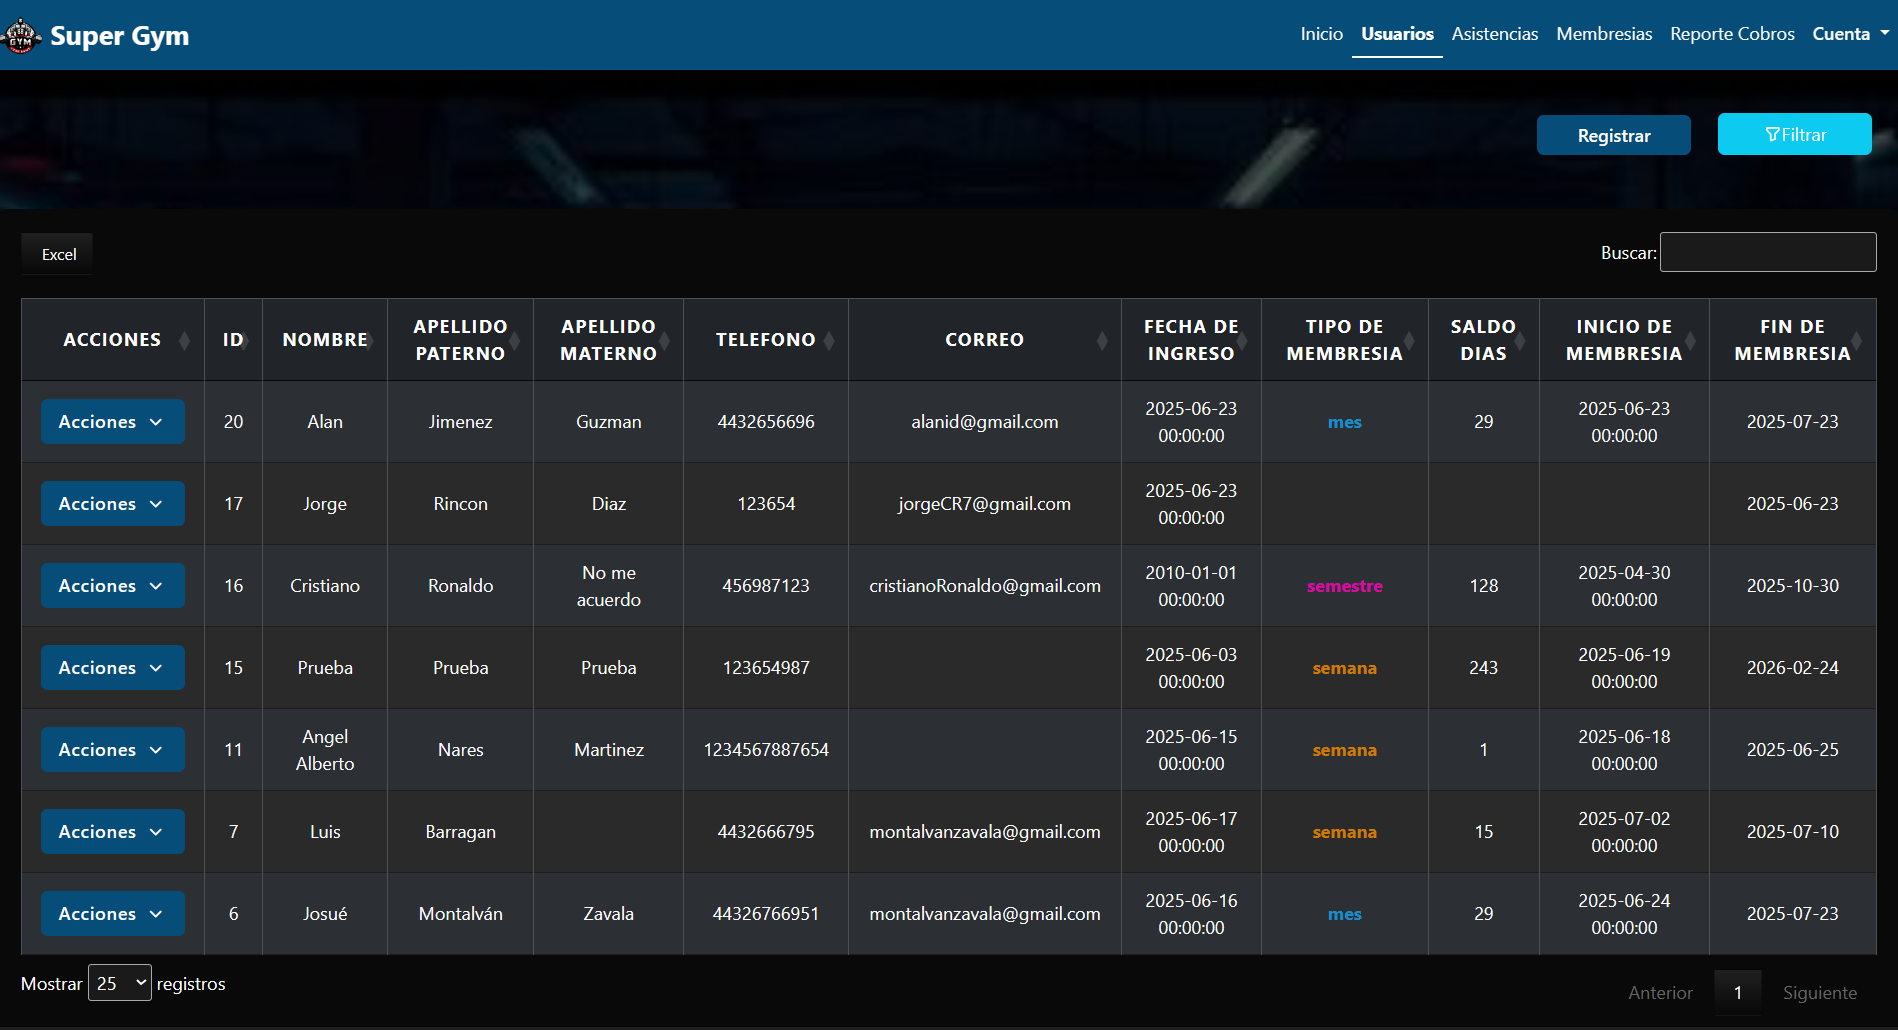 GYM
Super Gym
Inicio Usuarios Asistencias Membresias Reporte Cobros Cuenta
Registrar Filtrar
Excel Buscar:
ACCIONES ID NOMBRE APELLIDO PATERNO APELLIDO MATERNO TELEFONO CORREO FECHA DE INGRESO TIPO DE MEMBRESIA SALDO DIAS INICIO DE MEMBRESIA FIN DE MEMBRESIA
Acciones 20 Alan Jimenez Guzman 4432656696 alanid@gmail.com 2025-06-23 00:00:00 mes 29 2025-06-23 00:00:00 2025-07-23
Acciones 17 Jorge Rincon Diaz 123654 jorgeCR7@gmail.com 2025-06-23 00:00:00 2025-06-23
Acciones 16 Cristiano Ronaldo No me acuerdo 456987123 cristianoRonaldo@gmail.com 2010-01-01 00:00:00 semestre 128 2025-04-30 00:00:00 2025-10-30
Acciones 15 Prueba Prueba Prueba 123654987 2025-06-03 00:00:00 semana 243 2025-06-19 00:00:00 2026-02-24
Acciones 11 Angel Alberto Nares Martinez 1234567887654 2025-06-15 00:00:00 semana 1 2025-06-18 00:00:00 2025-06-25
Acciones 7 Luis Barragan 4432666795 montalvanzavala@gmail.com 2025-06-17 00:00:00 semana 15 2025-07-02 00:00:00 2025-07-10
Acciones 6 Josué Montalván Zavala 44326766951 montalvanzavala@gmail.com 2025-06-16 00:00:00 mes 29 2025-06-24 00:00:00 2025-07-23
Mostrar 25 registros
Anterior 1 Siguiente